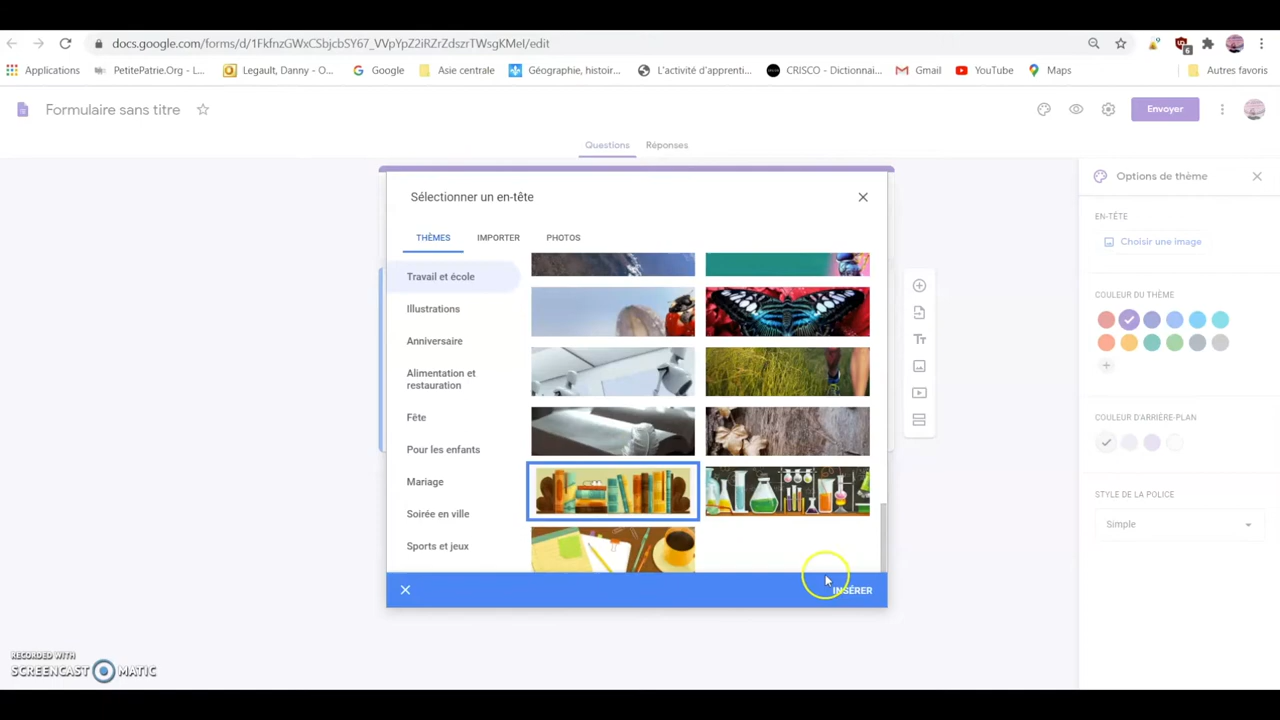 docs.google.com/forms/d/1FkfnzGWxCSbjcbSY67_VVpYpZ2iRZrZdszrTWsgKMeI/edit
6
Applications
PetitePatrie.Org - L...
Legault, Danny - O...
Google
Asie centrale
Géographie, histoir...
L'activité d'apprenti...
CRISCO - Dictionnai...
Gmail
YouTube
Maps
Autres favoris
Formulaire sans titre
Envoyer
Questions
Réponses
Options de thème
Sélectionner un en-tête
THÈMES
IMPORTER
PHOTOS
EN-TÊTE
Choisir une image
Travail et école
Illustrations
Anniversaire
Alimentation et
restauration
Fête
Pour les enfants
Mariage
Soirée en ville
Sports et jeux
COULEUR DU THÈME
COULEUR D'ARRIÈRE-PLAN
STYLE DE LA POLICE
Simple
Tт
INSÉRER
RECORDED WITH
SCREENCAST MATIC